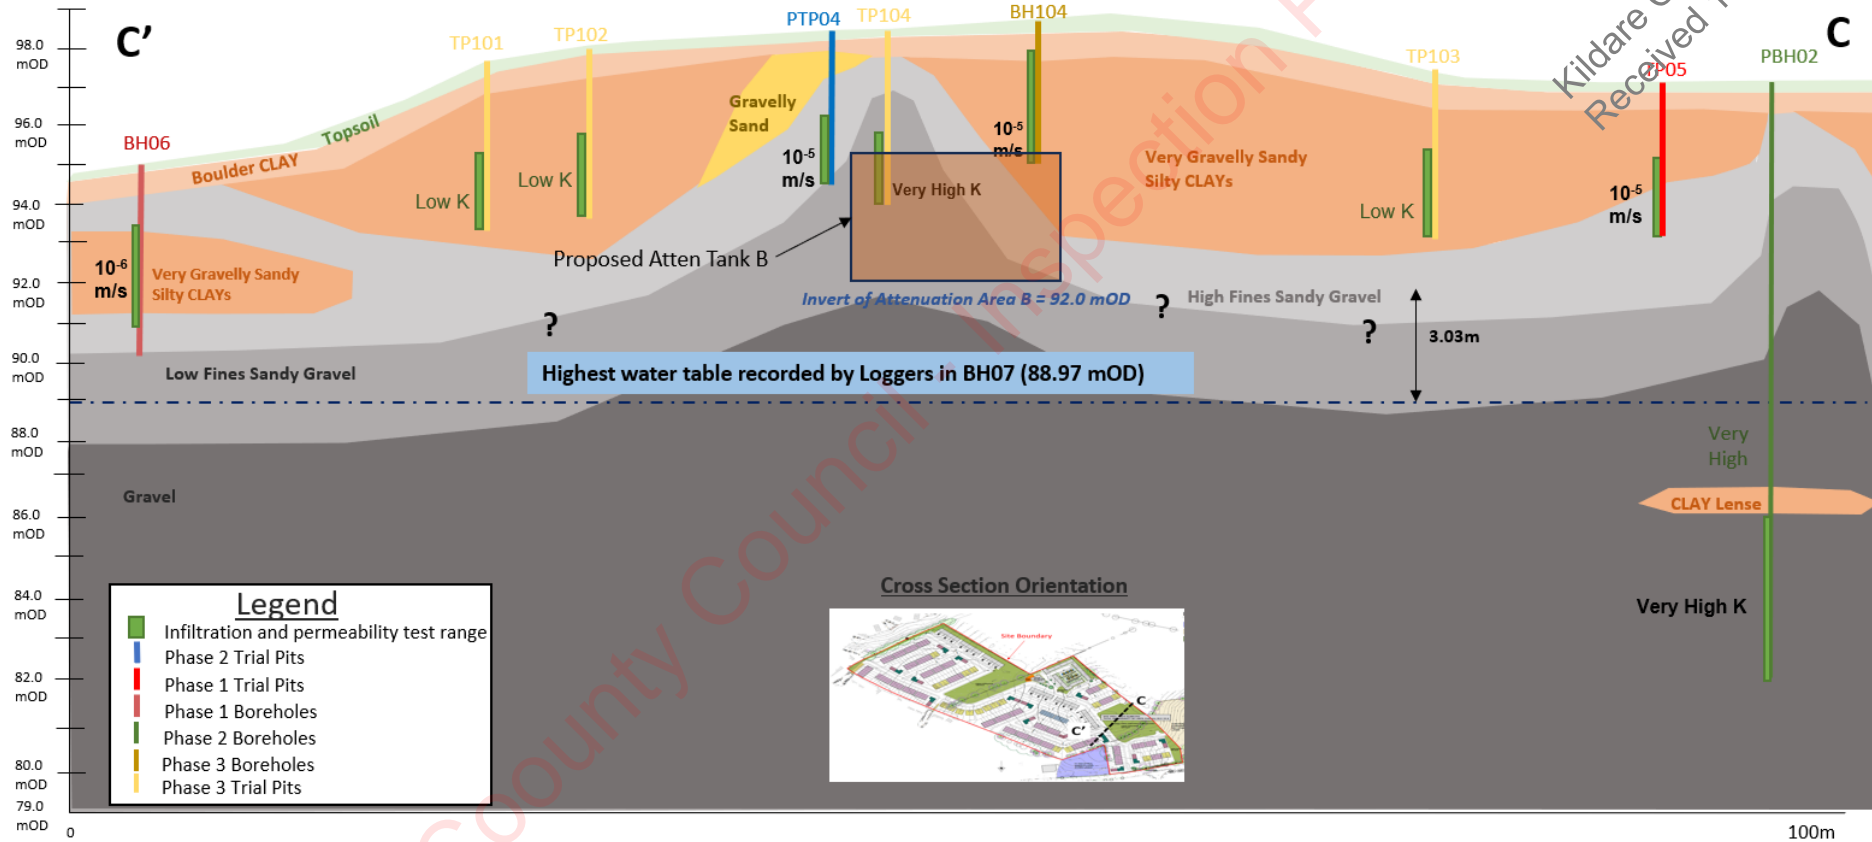 C'
C
PTP04
TP104
BH104
TP101
TP102
TP103
TP05
PBH02
BH06
Kildare C
Received
County Council - Inspection P
98.0
mOD
96.0
mOD
94.0
mOD
92.0
mOD
90.0
mOD
88.0
mOD
86.0
mOD
84.0
mOD
82.0
mOD
80.0
mOD
79.0
mOD
Topsoil
Boulder CLAY
Gravelly
Sand
Low K
Low K
10-5
m/s
Very High K
10-5
m/s
Very Gravelly Sandy
Silty CLAYs
Low K
10-5
m/s
10-6
m/s
Very Gravelly Sandy
Silty CLAYs
Proposed Atten Tank B
Invert of Attenuation Area B = 92.0 mOD
?
?
?
High Fines Sandy Gravel
3.03m
Low Fines Sandy Gravel
Highest water table recorded by Loggers in BH07 (88.97 mOD)
Very
High
Gravel
CLAY Lense
Very High K
Cross Section Orientation
Site Boundary
C
C'
Legend
Infiltration and permeability test range
Phase 2 Trial Pits
Phase 1 Trial Pits
Phase 1 Boreholes
Phase 2 Boreholes
Phase 3 Boreholes
Phase 3 Trial Pits
0
100m